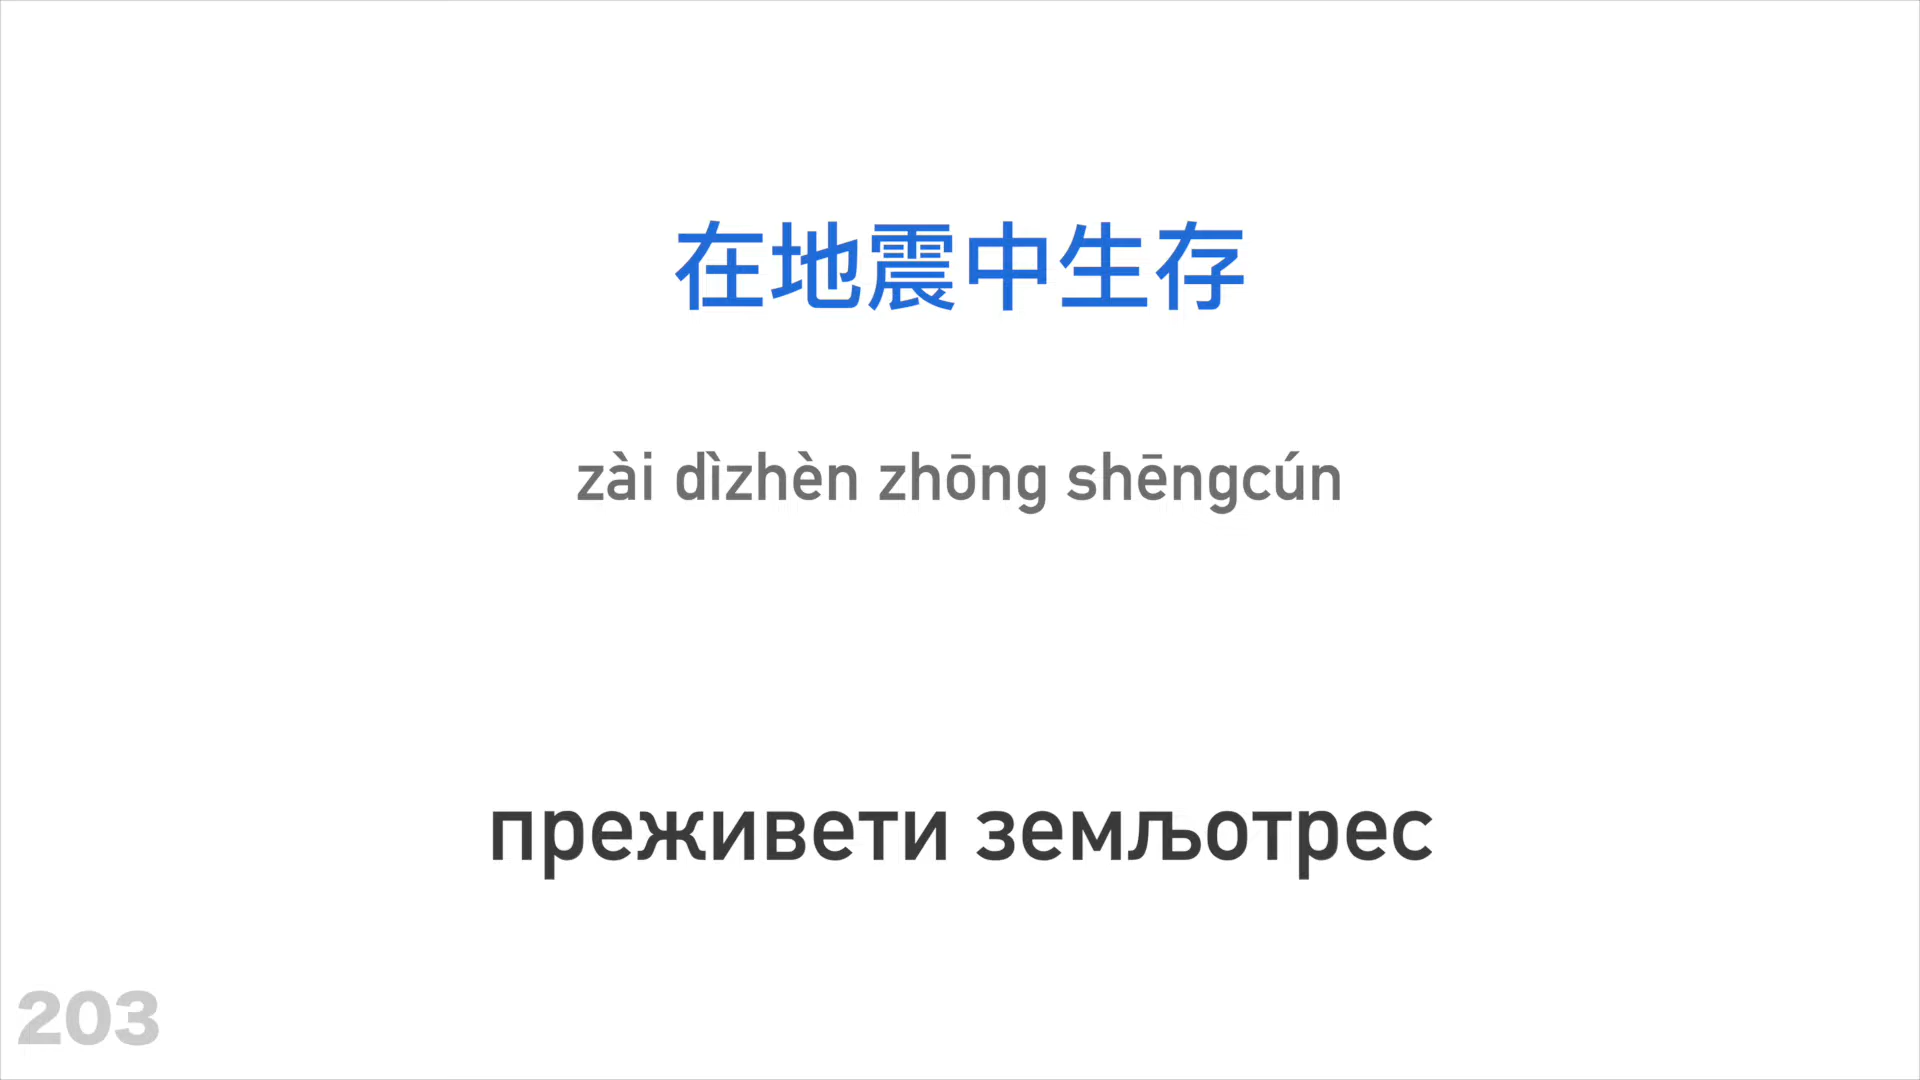 在地震中生存
zài dìzhèn zhōng shēngcún
преживети земљотрес
203